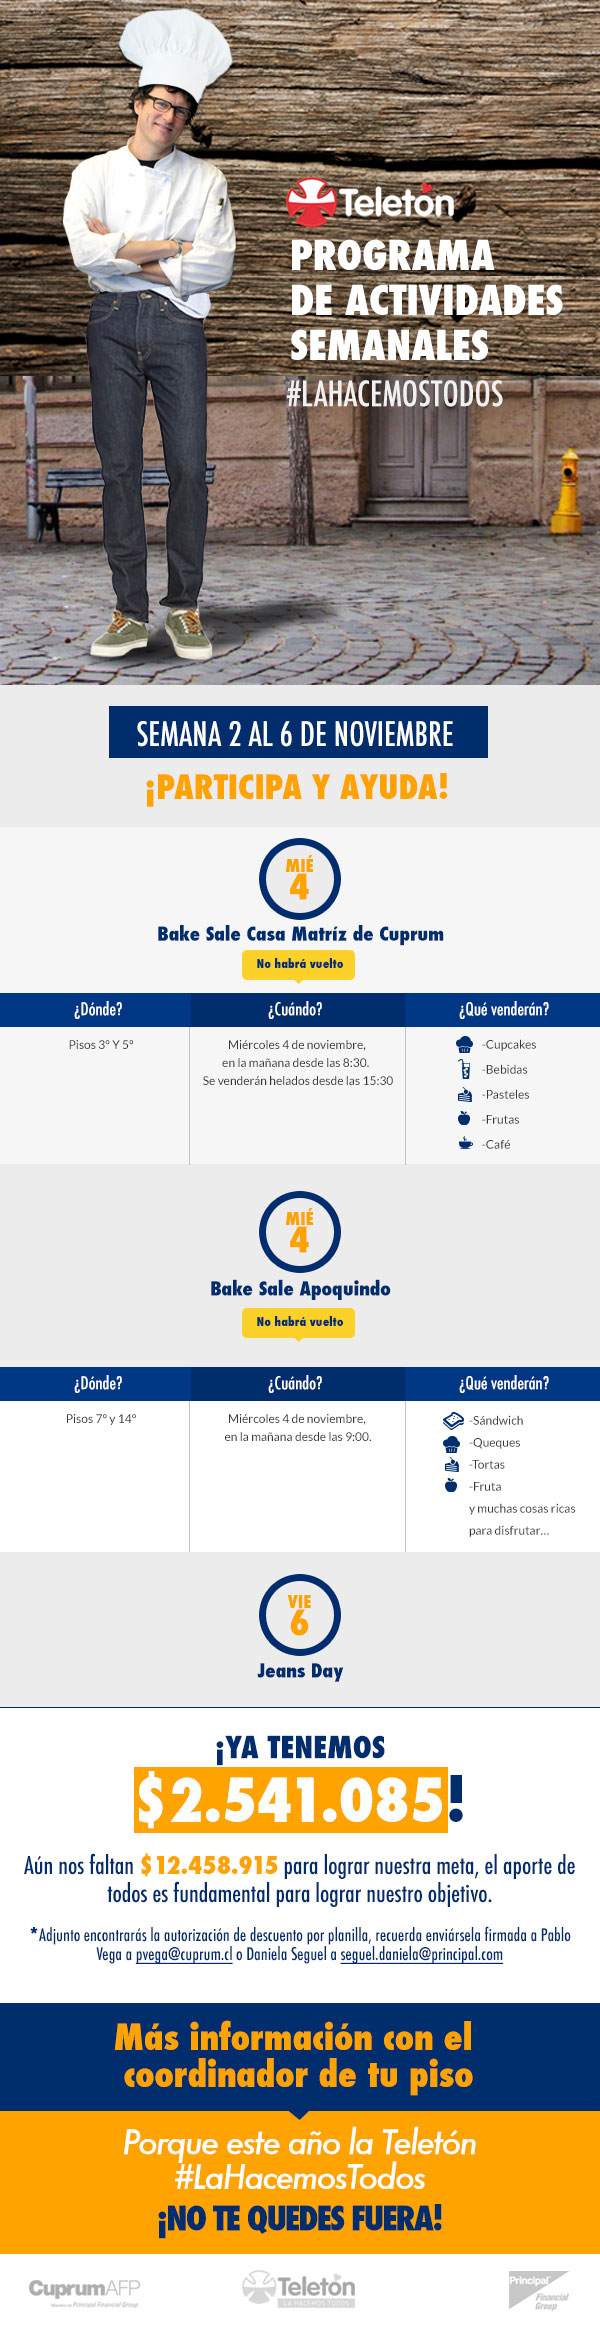 Teletón
PROGRAMA
DE ACTIVIDADES
SEMANALES
#LAHACEMOSTODOS
SEMANA 2 AL 6 DE NOVIEMBRE
¡PARTICIPA Y AYUDA!
MIÉ
4
Bake Sale Casa Matríz de Cuprum
No habrá vuelto
¿Dónde?
¿Cuándo?
¿Qué venderán?
Pisos 3º Y 5º
Miércoles 4 de noviembre,
en la mañana desde las 8:30.
Se venderán helados desde las 15:30
-Cupcakes
-Bebidas
-Pasteles
-Frutas
-Café
MIÉ
4
Bake Sale Apoquindo
No habrá vuelto
¿Dónde?
¿Cuándo?
¿Qué venderán?
Pisos 7º y 14º
Miércoles 4 de noviembre,
en la mañana desde las 9:00.
-Sándwich
-Queques
-Tortas
-Fruta
y muchas cosas ricas
para disfrutar...
VIE
6
Jeans Day
¡YA TENEMOS
$2.541.085!
Aún nos faltan $12.458.915 para lograr nuestra meta, el aporte de
todos es fundamental para lograr nuestro objetivo.
*Adjunto encontrarás la autorización de descuento por planilla, recuerda enviársela firmada a Pablo
Vega a pvega@cuprum.cl o Daniela Seguel a seguel.daniela@principal.com
Más información con el
coordinador de tu piso
Porque este año la Teletón
#LaHacemosTodos
¡NO TE QUEDES FUERA!
CuprumAFP
Miembro de Principal Financial Group
Teletón
LA HACEMOS TODOS
Principal
Financial
Group